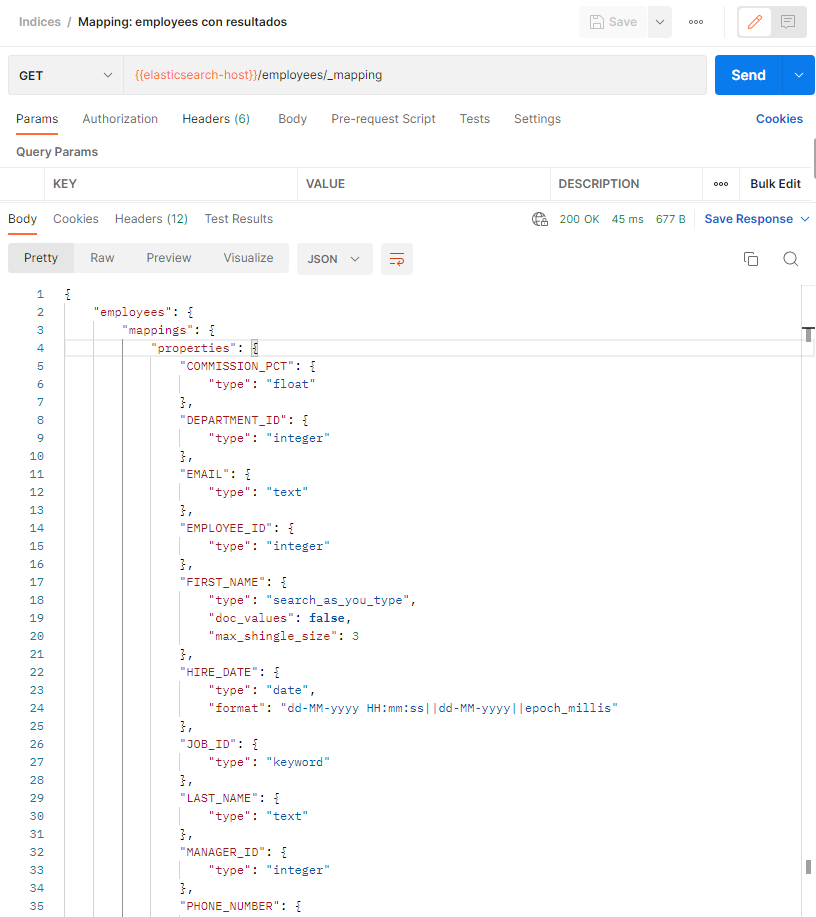 Indices / Mapping: employees con resultados
Save
GET
{{elasticsearch-host}}/employees/_mapping
Send
Params Authorization Headers (6) Body Pre-request Script Tests Settings Cookies
Query Params
KEY VALUE DESCRIPTION Bulk Edit
Body Cookies Headers (12) Test Results 200 OK 45 ms 677 B Save Response
Pretty Raw Preview Visualize JSON
1 {
2 "employees": {
3 "mappings": {
4 "properties": {
5 "COMMISSION_PCT": {
6 "type": "float"
7 },
8 "DEPARTMENT_ID": {
9 "type": "integer"
10 },
11 "EMAIL": {
12 "type": "text"
13 },
14 "EMPLOYEE_ID": {
15 "type": "integer"
16 },
17 "FIRST_NAME": {
18 "type": "search_as_you_type",
19 "doc_values": false,
20 "max_shingle_size": 3
21 },
22 "HIRE_DATE": {
23 "type": "date",
24 "format": "dd-MM-yyyy HH:mm:ss||dd-MM-yyyy||epoch_millis"
25 },
26 "JOB_ID": {
27 "type": "keyword"
28 },
29 "LAST_NAME": {
30 "type": "text"
31 },
32 "MANAGER_ID": {
33 "type": "integer"
34 },
35 "PHONE_NUMBER": {